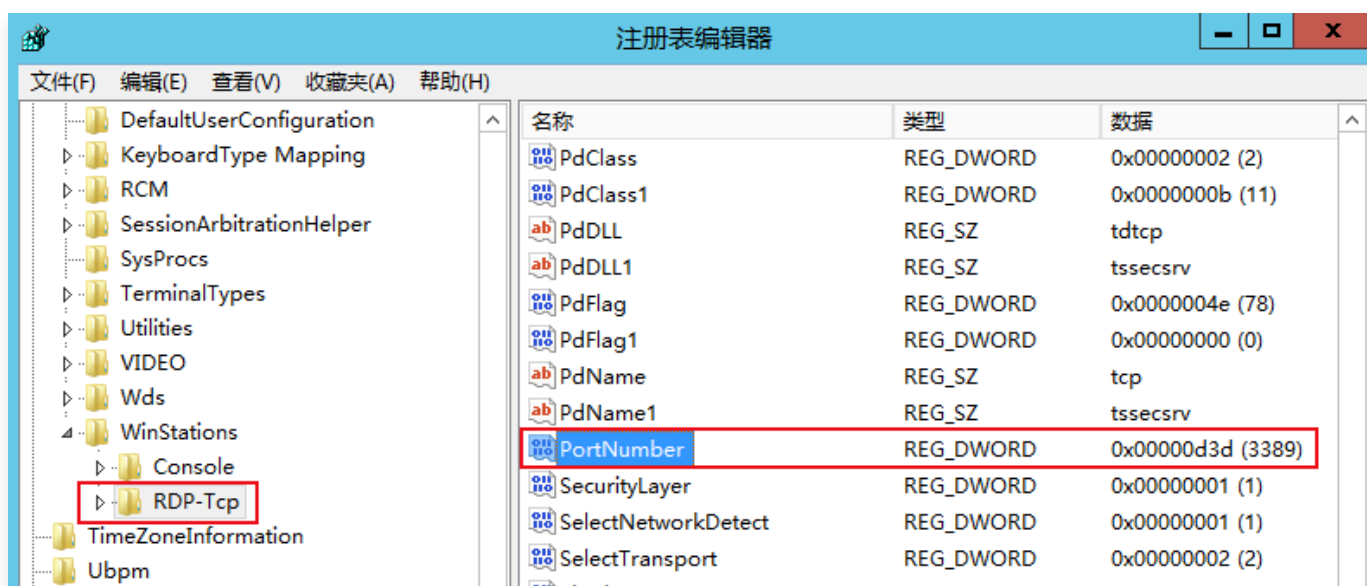 注册表编辑器
文件(F) 编辑(E) 查看(V) 收藏夹(A) 帮助(H)
DefaultUserConfiguration
KeyboardType Mapping
RCM
SessionArbitrationHelper
SysProcs
TerminalTypes
Utilities
VIDEO
Wds
WinStations
Console
RDP-Tcp
TimeZoneInformation
Ubpm
名称 类型 数据
PdClass REG_DWORD 0x00000002 (2)
PdClass1 REG_DWORD 0x0000000b (11)
PdDLL REG_SZ tdtcp
PdDLL1 REG_SZ tssecsrv
PdFlag REG_DWORD 0x0000004e (78)
PdFlag1 REG_DWORD 0x00000000 (0)
PdName REG_SZ tcp
PdName1 REG_SZ tssecsrv
PortNumber REG_DWORD 0x00000d3d (3389)
SecurityLayer REG_DWORD 0x00000001 (1)
SelectNetworkDetect REG_DWORD 0x00000001 (1)
SelectTransport REG_DWORD 0x00000002 (2)